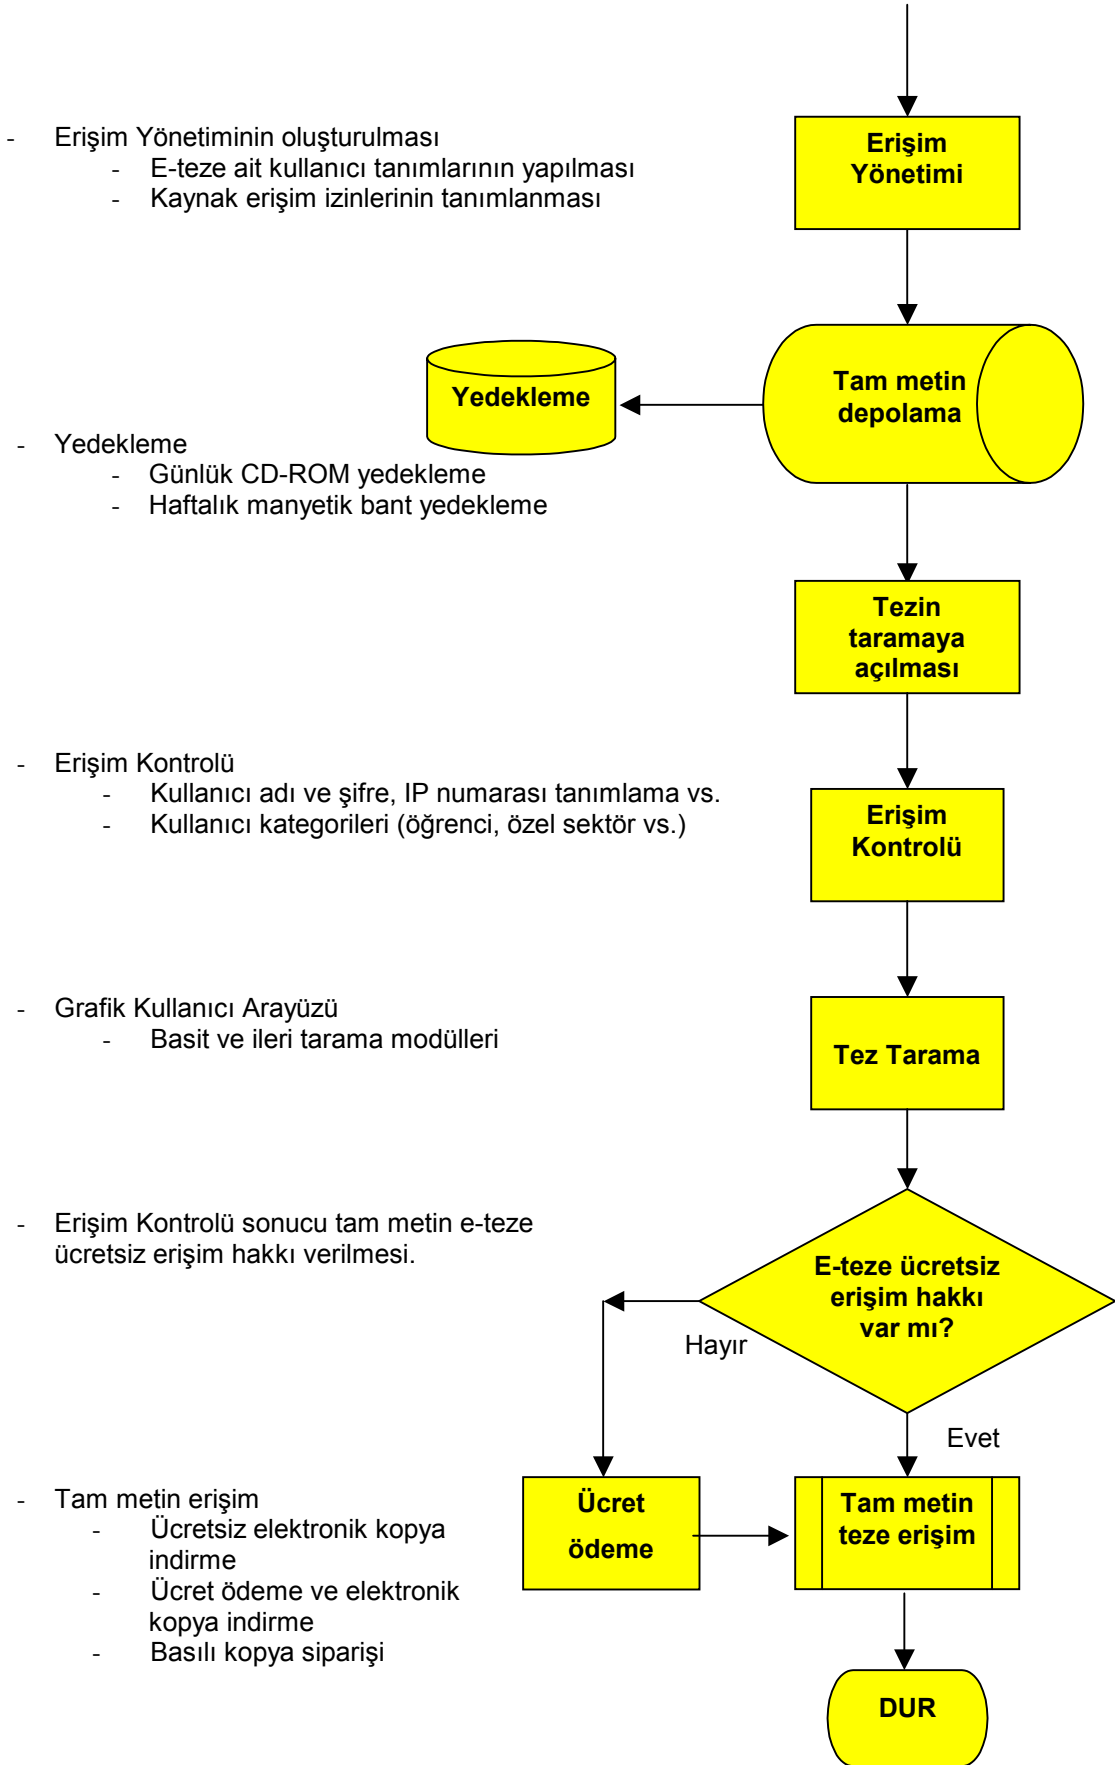 - Erişim Yönetiminin oluşturulması
- E-teze ait kullanıcı tanımlarının yapılması
- Kaynak erişim izinlerinin tanımlanması
Erişim
Yönetimi
Tam metin
depolama
Yedekleme
- Yedekleme
- Günlük CD-ROM yedekleme
- Haftalık manyetik bant yedekleme
Tezin
taramaya
açılması
- Erişim Kontrolü
- Kullanıcı adı ve şifre, IP numarası tanımlama vs.
- Kullanıcı kategorileri (öğrenci, özel sektör vs.)
Erişim
Kontrolü
- Grafik Kullanıcı Arayüzü
- Basit ve ileri tarama modülleri
Tez Tarama
- Erişim Kontrolü sonucu tam metin e-teze
ücretsiz erişim hakkı verilmesi.
E-teze ücretsiz
erişim hakkı
var mı?
Hayır
Evet
- Tam metin erişim
- Ücretsiz elektronik kopya
indirme
- Ücret ödeme ve elektronik
kopya indirme
- Basılı kopya siparişi
Ücret
ödeme
Tam metin
teze erişim
DUR